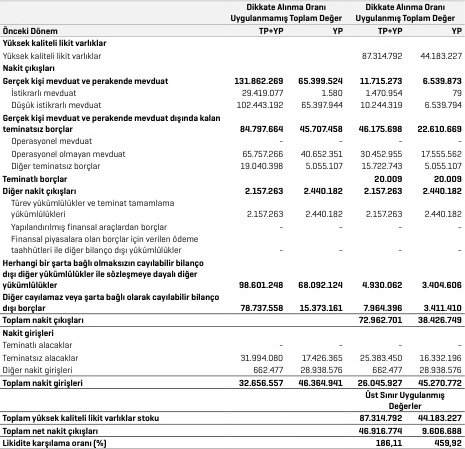 Dikkate Alınma Oranı Dikkate Alınma Oranı
Uygulanmamış Toplam Değer Uygulanmış Toplam Değer
Önceki Dönem TP+YP YP TP+YP YP
Yüksek kaliteli likit varlıklar
Yüksek kaliteli likit varlıklar 87.314.792 44.183.227
Nakit çıkışları
Gerçek kişi mevduat ve perakende mevduat 131.862.269 65.399.524 11.715.273 6.539.873
İstikrarlı mevduat 29.419.077 1.580 1.470.954 79
Düşük istikrarlı mevduat 102.443.192 65.397.944 10.244.319 6.539.794
Gerçek kişi mevduat ve perakende mevduat dışında kalan
teminatsız borçlar 84.797.664 45.707.458 46.175.698 22.610.669
Operasyonel mevduat - - - -
Operasyonel olmayan mevduat 65.757.266 40.652.351 30.452.955 17.555.562
Diğer teminatsız borçlar 19.040.398 5.055.107 15.722.743 5.055.107
Teminatlı borçlar 20.009 20.009
Diğer nakit çıkışları 2.157.263 2.440.182 2.157.263 2.440.182
Türev yükümlülükler ve teminat tamamlama
yükümlülükleri 2.157.263 2.440.182 2.157.263 2.440.182
Yapılandırılmış finansal araçlardan borçlar - - - -
Finansal piyasalara olan borçlar için verilen ödeme
taahhütleri ile diğer bilanço dışı yükümlülükler - - - -
Herhangi bir şarta bağlı olmaksızın cayılabilir bilanço
dışı diğer yükümlülükler ile sözleşmeye dayalı diğer
yükümlülükler 98.601.248 68.092.124 4.930.062 3.404.606
Diğer cayılamaz veya şarta bağlı olarak cayılabilir bilanço
dışı borçlar 78.737.558 15.373.161 7.964.396 3.411.410
Toplam nakit çıkışları 72.962.701 38.426.749
Nakit girişleri
Teminatlı alacaklar - - - -
Teminatsız alacaklar 31.994.080 17.426.365 25.383.450 16.332.196
Diğer nakit girişleri 662.477 28.938.576 662.477 28.938.576
Toplam nakit girişleri 32.656.557 46.364.941 26.045.927 45.270.772
Üst Sınır Uygulanmış
Değerler
Toplam yüksek kaliteli likit varlıklar stoku 87.314.792 44.183.227
Toplam net nakit çıkışları 46.916.774 9.606.688
Likidite karşılama oranı (%) 186,11 459,92